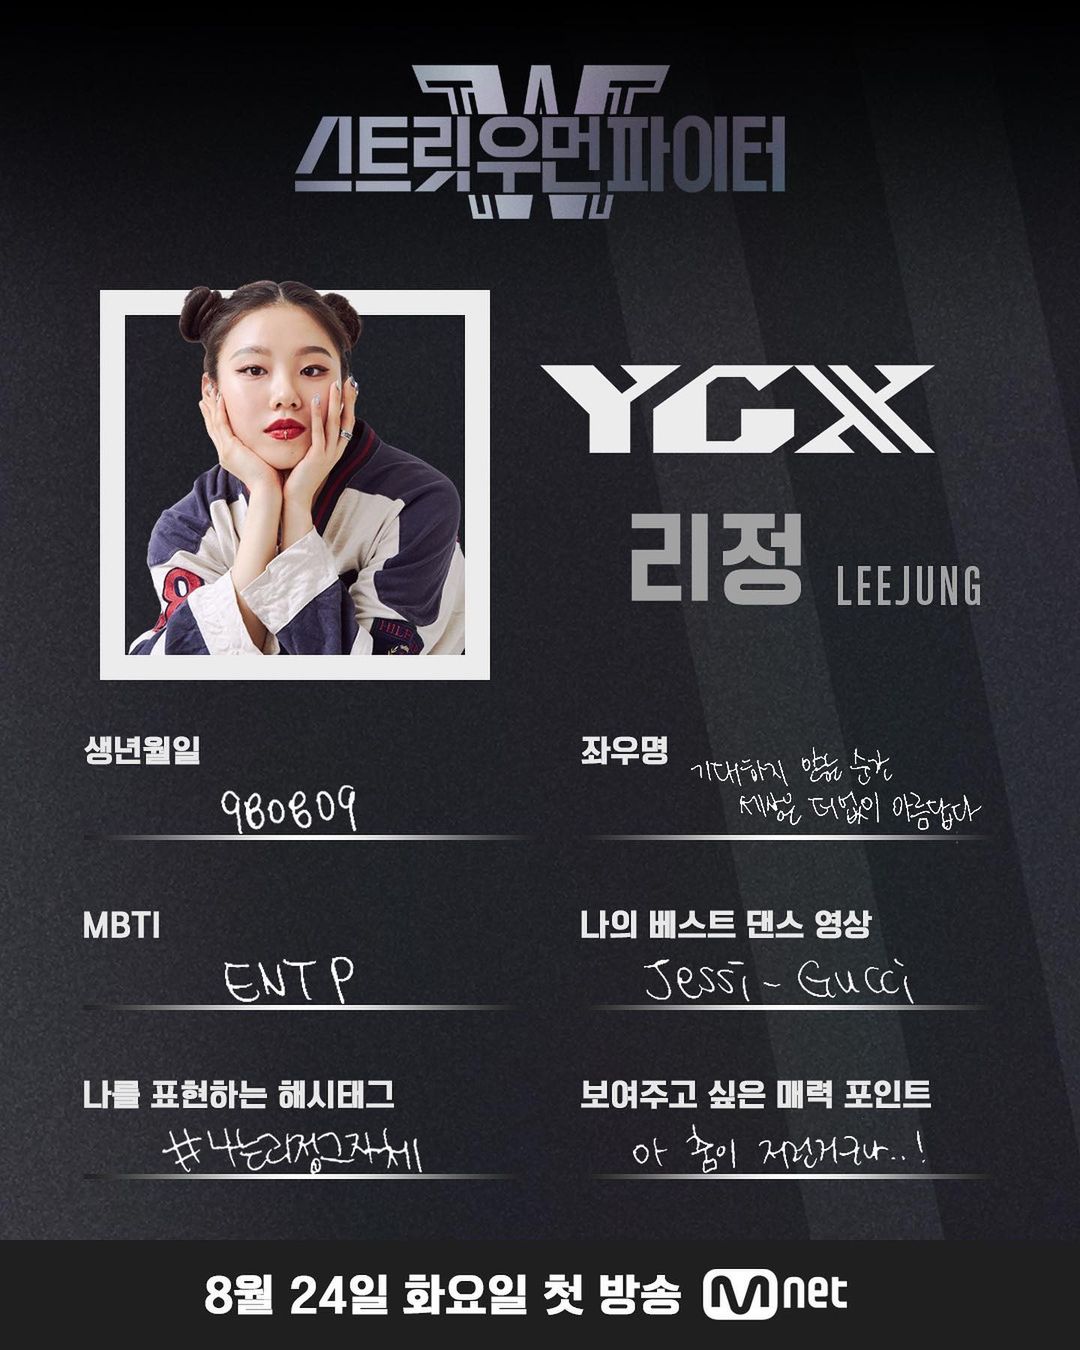 스트릿 우먼 파이터
YGX
리정 LEEJUNG
생년월일
980809
좌우명
기대하지 않는 순간
세상은 더없이 아름답다
MBTI
ENTP
나의 베스트 댄스 영상
Jessi - Gucci
나를 표현하는 해시태그
#나는리정그자체
보여주고 싶은 매력 포인트
아 춤이 저런거구나..!
8월 24일 화요일 첫 방송 Mnet